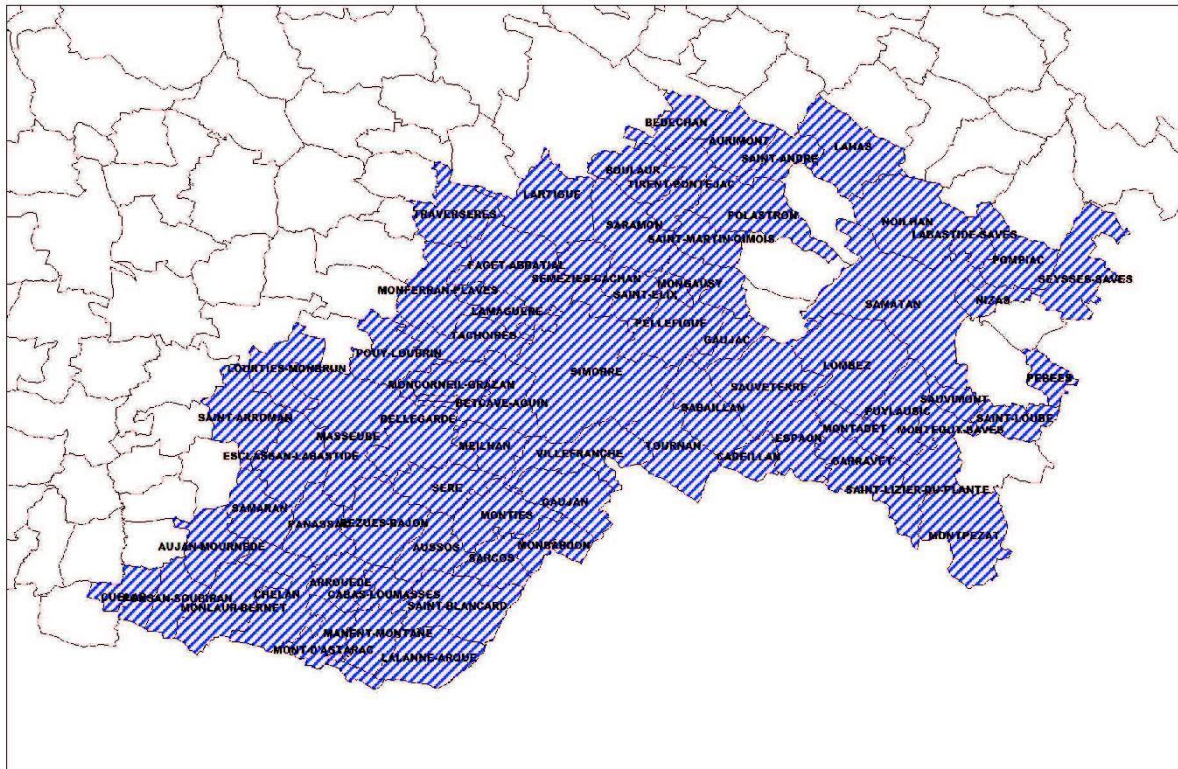 BEDECHAN
AURIMONT
LAHAS
SAINT-ANDRE
BOULAUR
TIRENT-PONTEJAC
LARTIGUE
TRAVERSERES
POLASTRON
SARAMON
NOILHAN
LABASTIDE-SAVES
SAINT-MARTIN-GIMOIS
POMPIAC
FAGET-ABBATIAL
SEMEZIES-CACHAN
SEYSSES-SAVES
MONGAUSY
MONFERRAN-PLAVES
SAINT-ELIX
SAMATAN
NIZAS
LAMAGUERE
PELLEFIGUE
TACHOIRES
GAUJAC
POUY-LOUBRIN
LOURTIES-MONBRUN
LOMBEZ
SIMORRE
PEBEES
MONCORNEIL-GRAZAN
SAUVETERRE
BETCAVE-AGUIN
SAUVIMONT
SABAILLAN
PUYLAUSIC
SAINT-ARROMAN
BELLEGARDE
SAINT-LOUBE
MONTADET
MONTEGUT-SAVES
MASSEUBE
ESPAON
MEILHAN
TOURNAN
VILLEFRANCHE
ESCLASSAN-LABASTIDE
CADEILLAN
GARRAVET
SERE
SAINT-LIZIER-DU-PLANTE
GAUJAN
SAMARAN
MONTIES
PANASSAC
BEZUES-BAJON
MONTPEZAT
AUJAN-MOURNEDE
AUSSOS
MONBARDON
SARCOS
ARROUEDE
CHELAN
CABAS-LOUMASSES
MONLAUR-BERNET
SAINT-BLANCARD
MANENT-MONTANE
MONT-D'ASTARAC
LALANNE-ARQUE